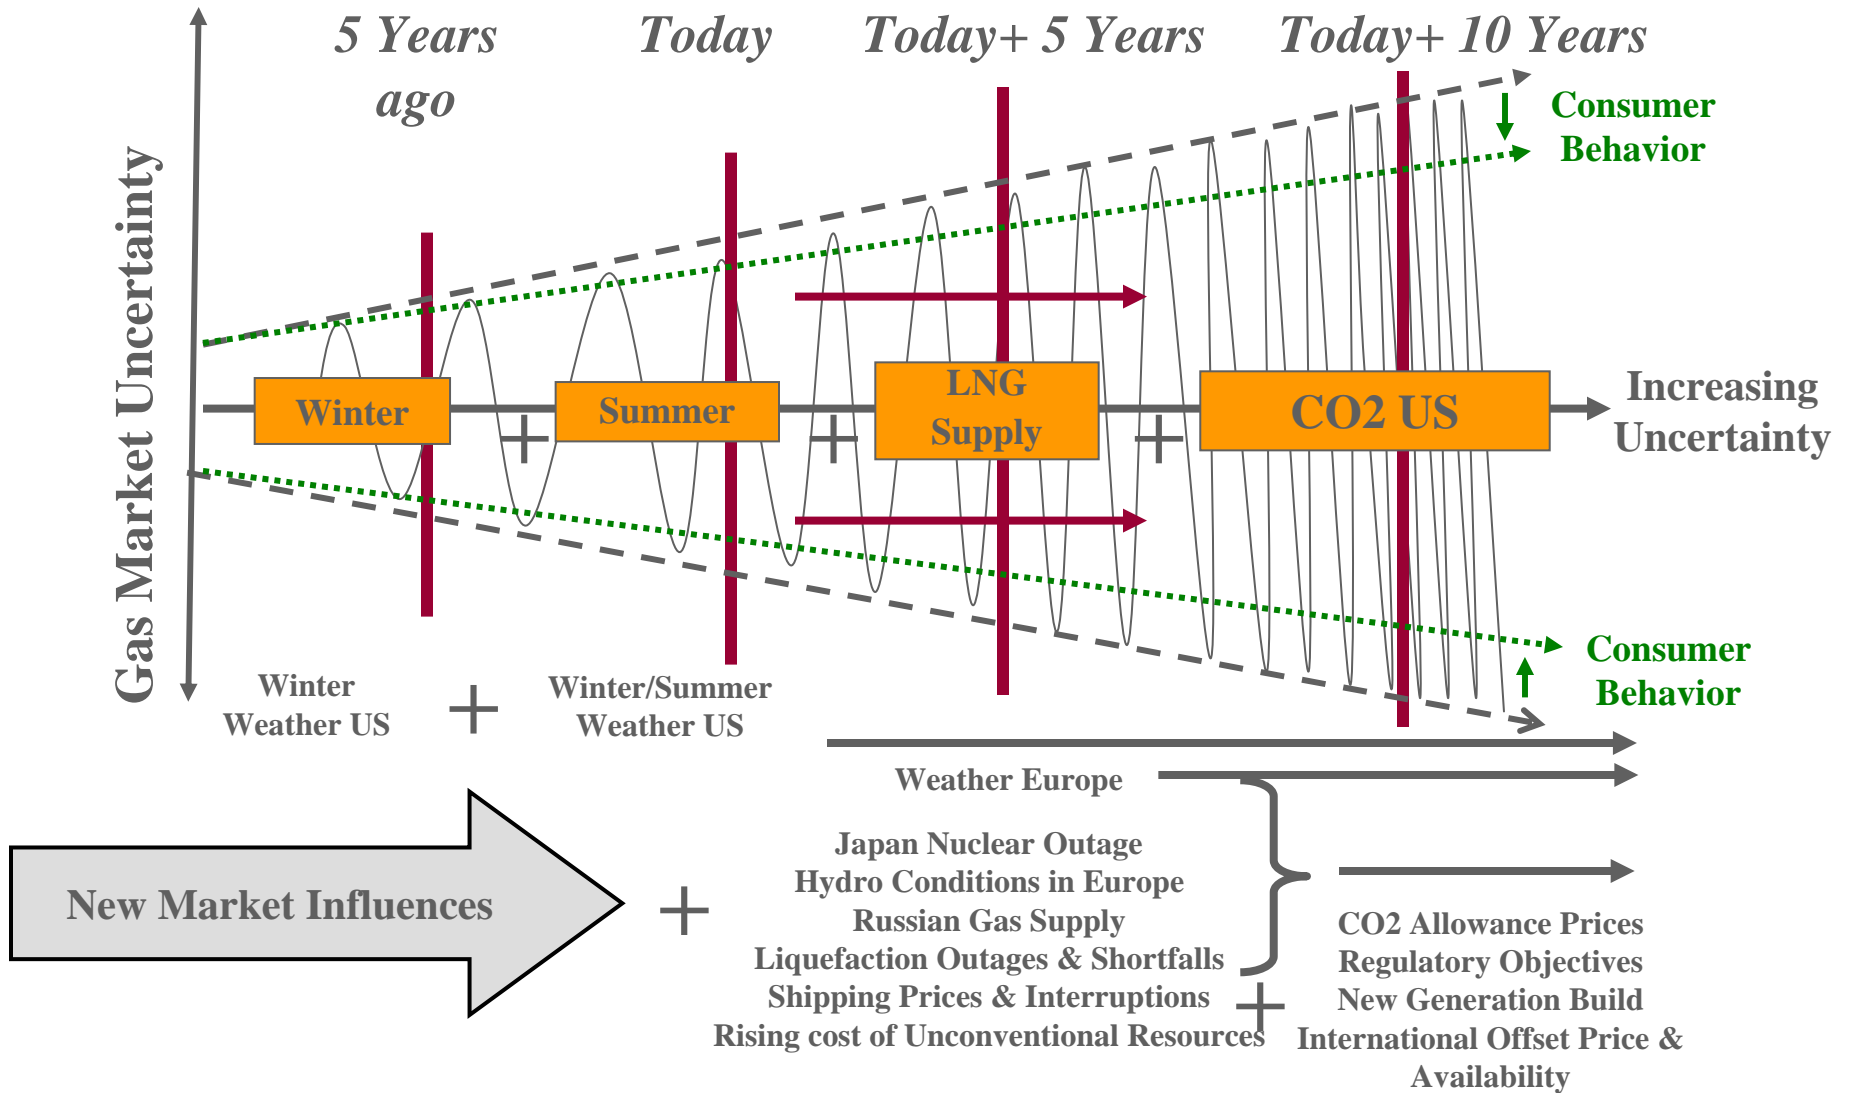 5 Years
ago
Today
Today+ 5 Years
Today+ 10 Years
Consumer
Behavior
Gas Market Uncertainty
Winter
Summer
LNG
Supply
CO2 US
Increasing
Uncertainty
Consumer
Behavior
Winter
Weather US
Winter/Summer
Weather US
Weather Europe
New Market Influences
Japan Nuclear Outage
Hydro Conditions in Europe
Russian Gas Supply
Liquefaction Outages & Shortfalls
Shipping Prices & Interruptions
Rising cost of Unconventional Resources
CO2 Allowance Prices
Regulatory Objectives
New Generation Build
International Offset Price &
Availability